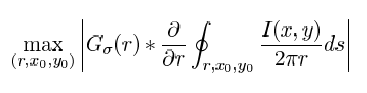 \max_{(r,x_0,y_0)} \left| G_\sigma(r) * \frac{\partial}{\partial r} \oint_{r,x_0,y_0} \frac{I(x,y)}{2\pi r} ds \right|